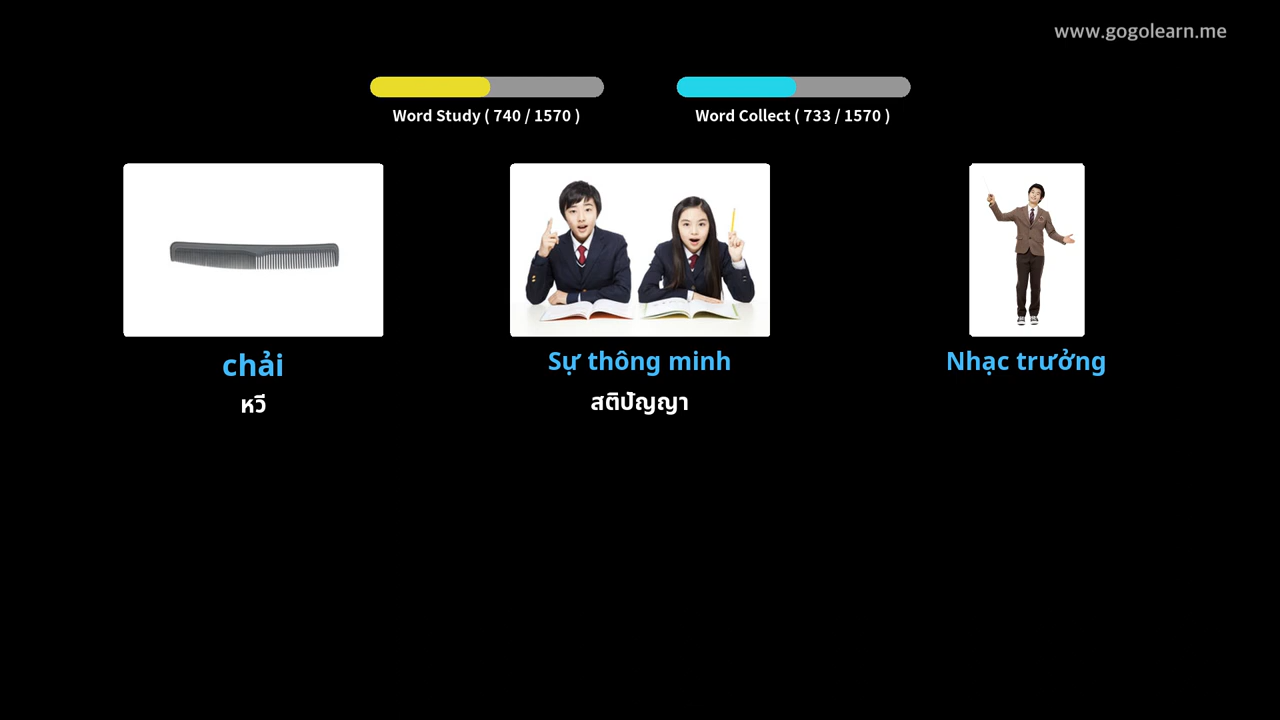 www.gogolearn.me
Word Study ( 740 / 1570 )
Word Collect ( 733 / 1570 )
chải
Sự thông minh
Nhạc trưởng
หวี
สติปัญญา